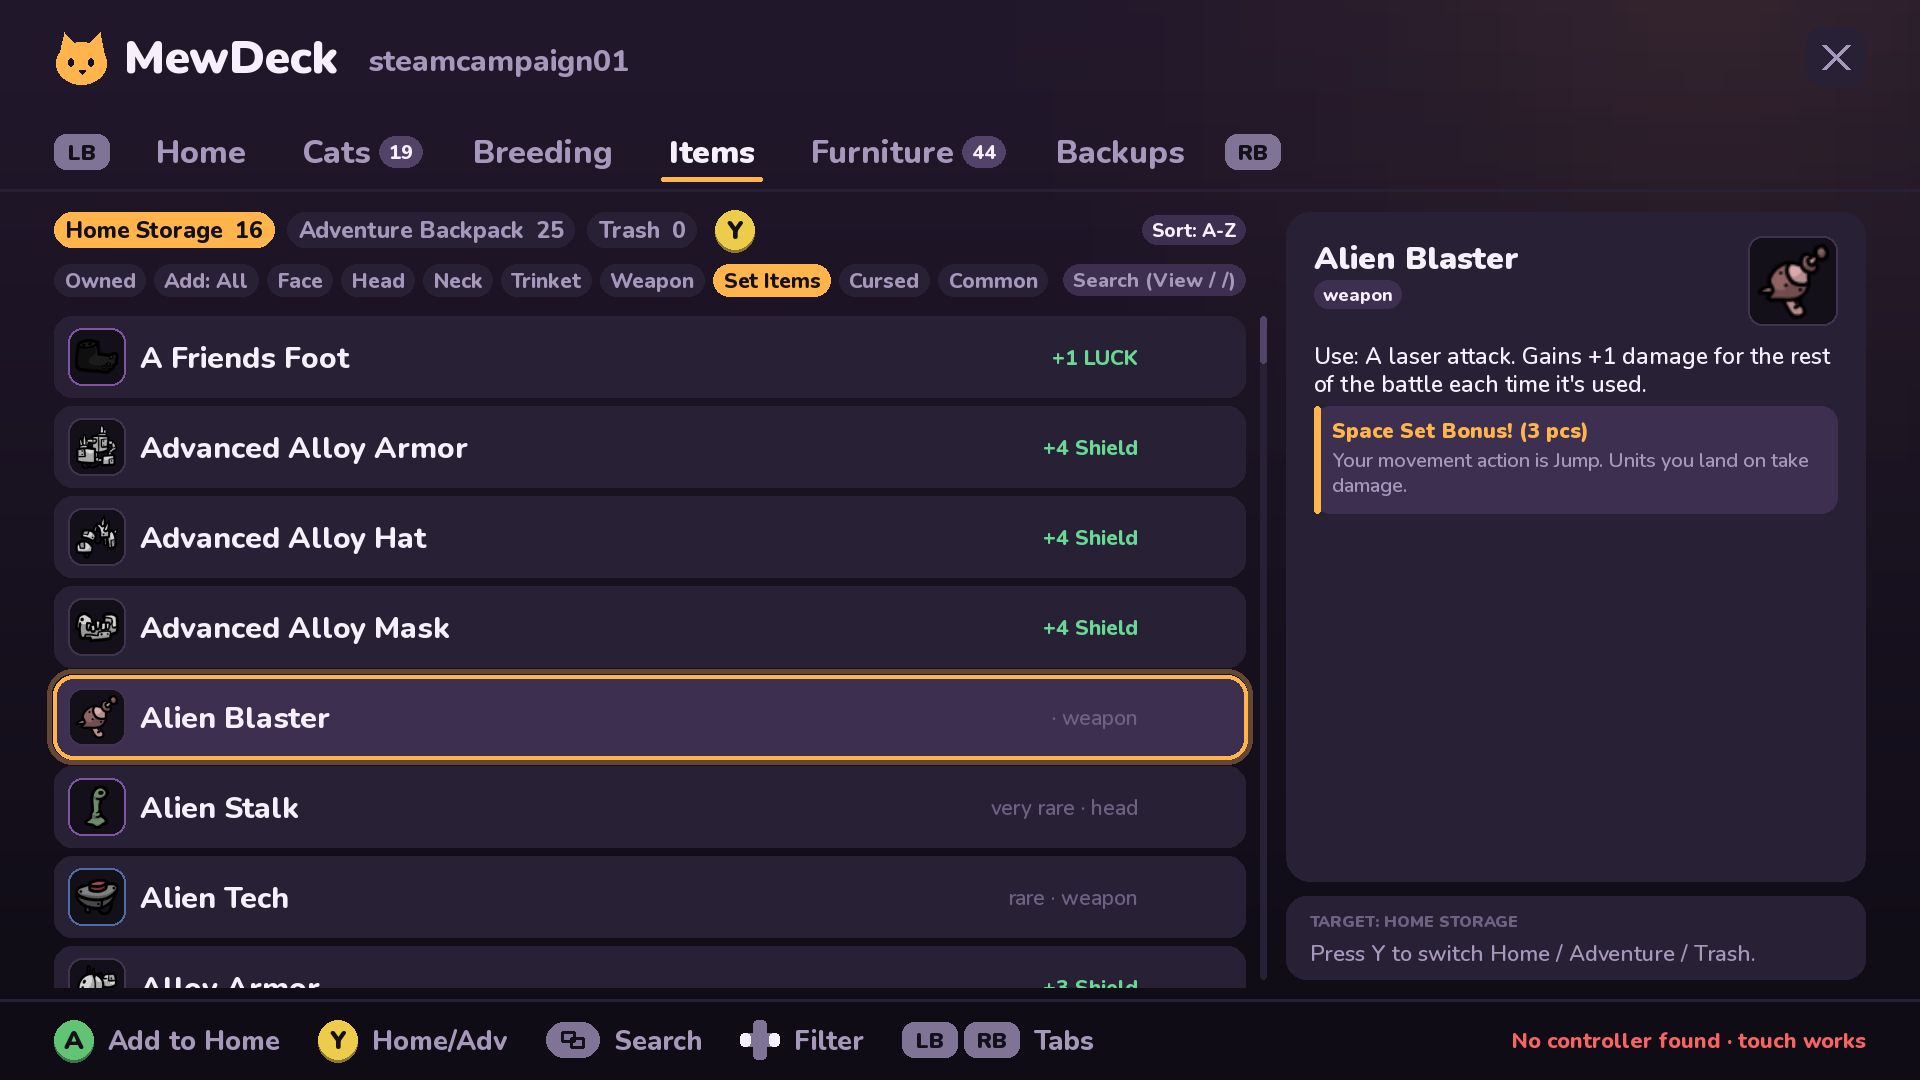 MewDeck steamcampaign01
LB Home Cats 19 Breeding Items Furniture 44 Backups RB
Home Storage 16 Adventure Backpack 25 Trash 0 Y Sort: A-Z
Owned Add: All Face Head Neck Trinket Weapon Set Items Cursed Common Search (View / /)
A Friends Foot +1 LUCK
Advanced Alloy Armor +4 Shield
Advanced Alloy Hat +4 Shield
Advanced Alloy Mask +4 Shield
Alien Blaster · weapon
Alien Stalk very rare · head
Alien Tech rare · weapon
Alloy Armor +3 Shield
Alien Blaster
weapon
Use: A laser attack. Gains +1 damage for the rest
of the battle each time it's used.
Space Set Bonus! (3 pcs)
Your movement action is Jump. Units you land on take
damage.
TARGET: HOME STORAGE
Press Y to switch Home / Adventure / Trash.
A Add to Home Y Home/Adv Search Filter LB RB Tabs
No controller found · touch works